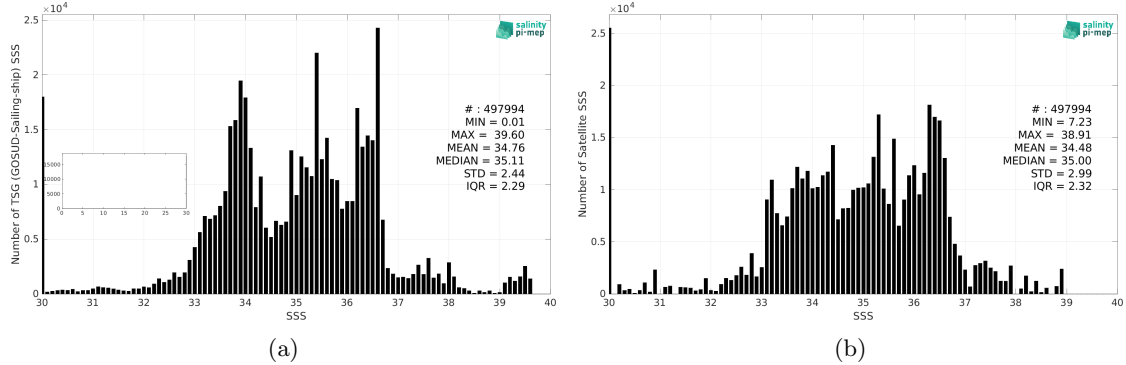 ×10⁴
2.5
2
1.5
1
0.5
0
30
31
32
33
34
35
36
37
38
39
40
SSS
Number of TSG (GOSUD-Sailing-ship) SSS
salinity
pi-mep
# : 497994
MIN = 0.01
MAX = 39.60
MEAN = 34.76
MEDIAN = 35.11
STD = 2.44
IQR = 2.29
15000
10000
5000
0
0
5
10
15
20
25
30
(a)
×10⁴
2.5
2
1.5
1
0.5
0
30
31
32
33
34
35
36
37
38
39
40
SSS
Number of Satellite SSS
salinity
pi-mep
# : 497994
MIN = 7.23
MAX = 38.91
MEAN = 34.48
MEDIAN = 35.00
STD = 2.99
IQR = 2.32
(b)